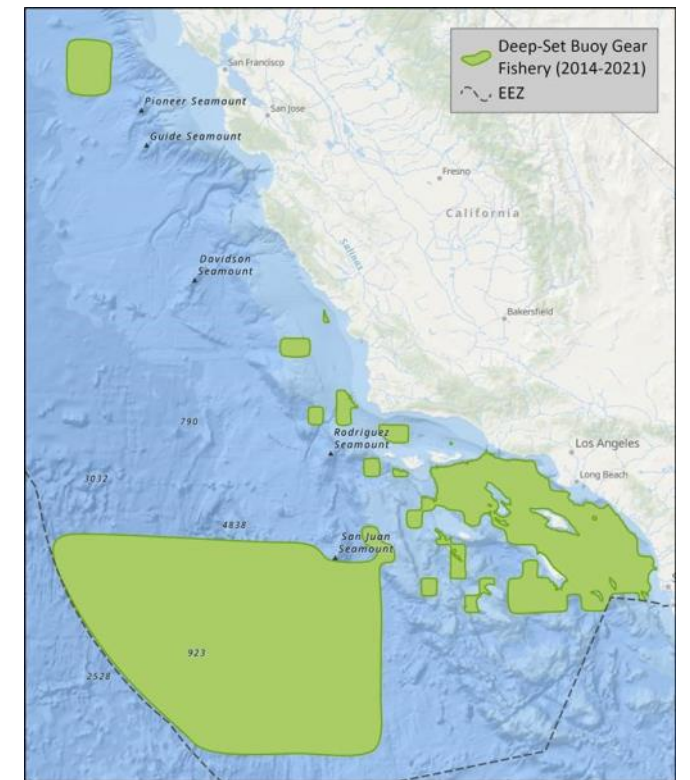 Deep-Set Buoy Gear
Fishery (2014-2021)
EEZ
San Francisco
Pioneer Seamount
San Jose
Guide Seamount
Fresno
California
Salinas
Davidson
Seamount
Bakersfield
790
Rodriguez
Seamount
Los Angeles
3032
Long Beach
4838
San Juan
Seamount
S
923
2528